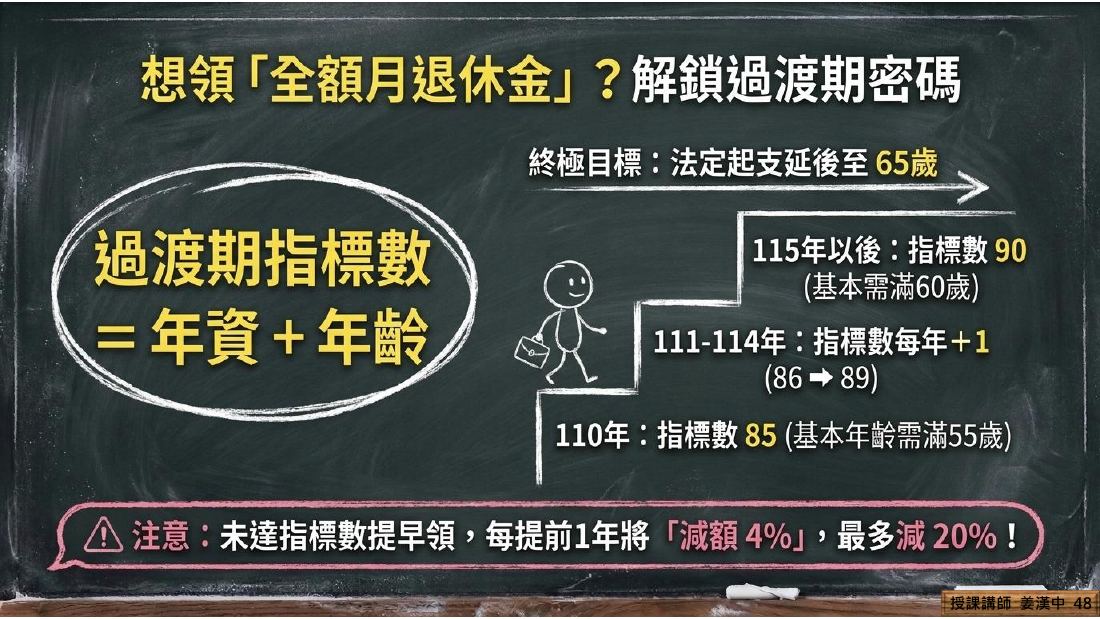 想領「全額月退休金」？解鎖過渡期密碼
終極目標：法定起支延後至 65歲
過渡期指標數
＝年資＋年齡
115年以後：指標數 90
(基本需滿60歲)
111-114年：指標數每年＋1
(86 ➡ 89)
110年：指標數 85 (基本年齡需滿55歲)
⚠ 注意：未達指標數提早領，每提前1年將「減額 4%」，最多減 20%！
授課講師 姜漢中 48